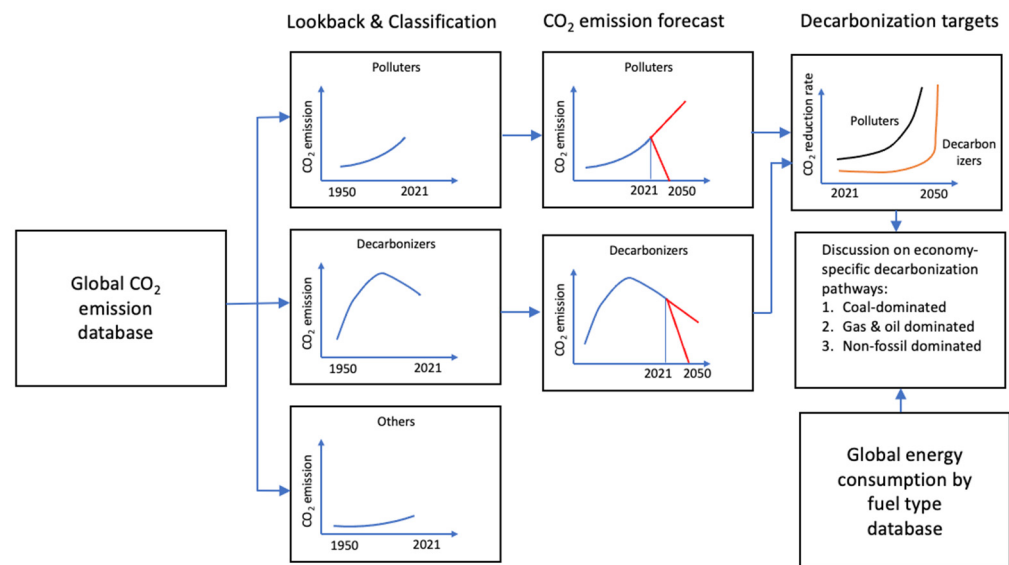 Lookback & Classification
CO₂ emission forecast
Decarbonization targets
Global CO₂
emission
database
Polluters
CO₂ emission
1950
2021
Decarbonizers
CO₂ emission
1950
2021
Others
CO₂ emission
1950
2021
Polluters
CO₂ emission
2021
2050
Decarbonizers
CO₂ emission
2021
2050
CO₂ reduction rate
Polluters
Decarbon
izers
2021
2050
Discussion on economy-
specific decarbonization
pathways:
1. Coal-dominated
2. Gas & oil dominated
3. Non-fossil dominated
Global energy
consumption by
fuel type
database